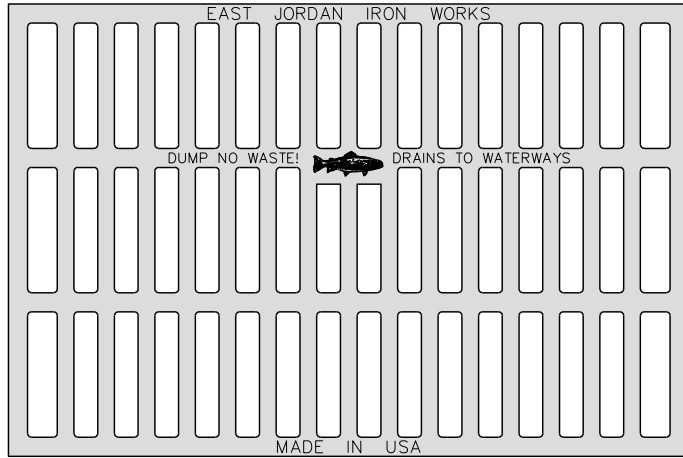 EAST JORDAN IRON WORKS
DUMP NO WASTE! DRAINS TO WATERWAYS
MADE IN USA